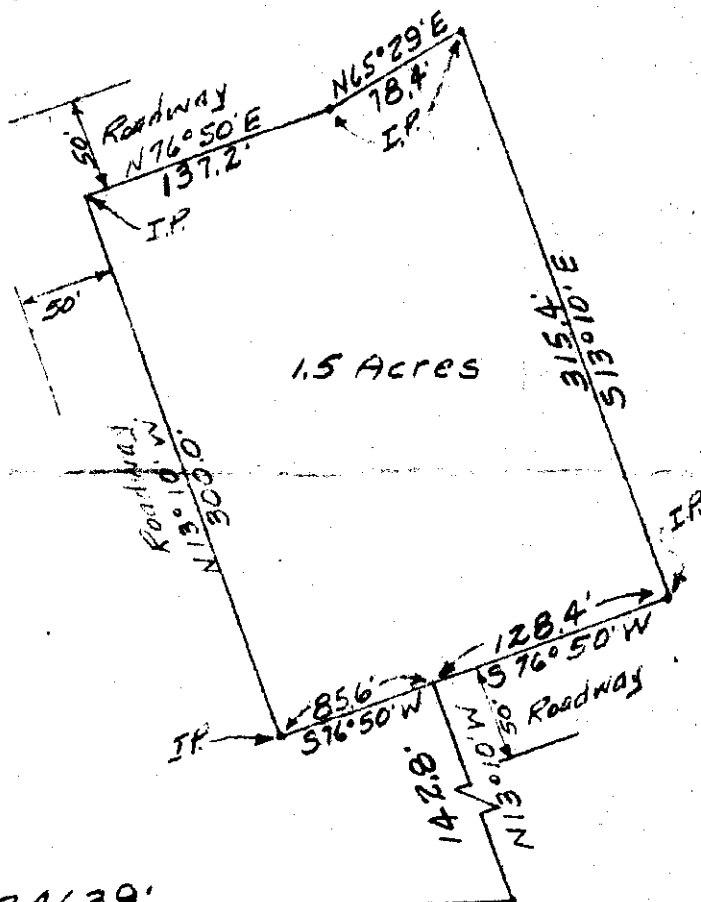 N65°29'E
78.4'
I.P.
Roadway
N76°50'E
137.2'
50'
I.P.
50'
1.5 Acres
315.4'
S13°10'E
Roadway
N13°10'W
300.0'
I.P.
128.4'
S76°50'W
85.6'
S76°50'W
I.P.
Roadway
50'
N13°10'W
142.8'